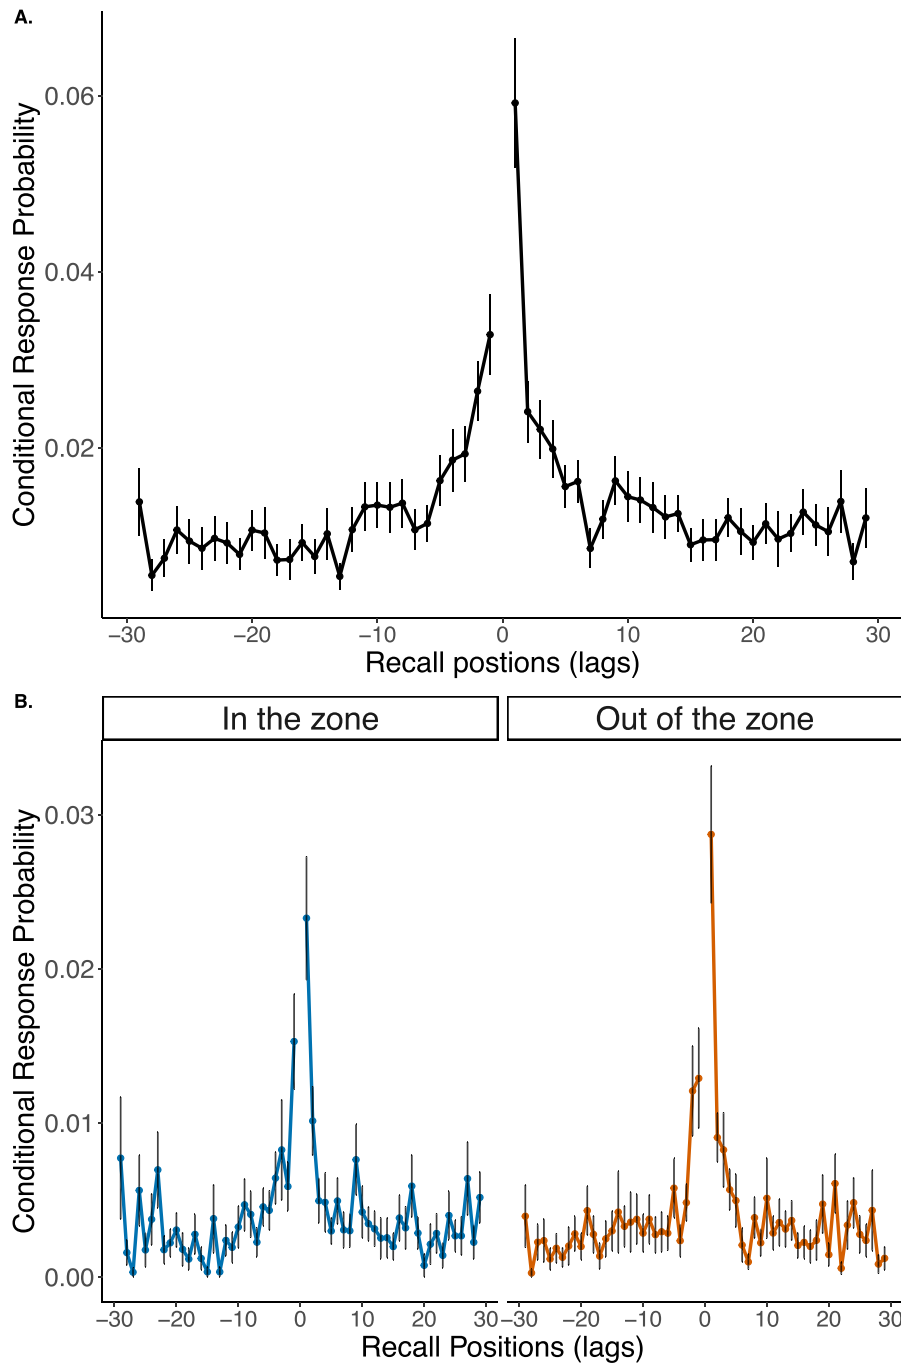 A.
Conditional Response Probability
0.06
0.04
0.02
−30 −20 −10 0 10 20 30
Recall postions (lags)
B.
In the zone Out of the zone
Conditional Response Probability
0.03
0.02
0.01
0.00
−30 −20 −10 0 10 20 30 −30 −20 −10 0 10 20 30
Recall Positions (lags)